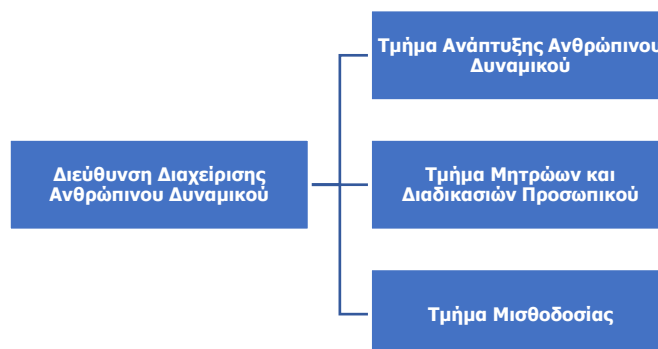 Τμήμα Ανάπτυξης Ανθρώπινου
Δυναμικού
Διεύθυνση Διαχείρισης
Ανθρώπινου Δυναμικού
Τμήμα Μητρώων και
Διαδικασιών Προσωπικού
Τμήμα Μισθοδοσίας